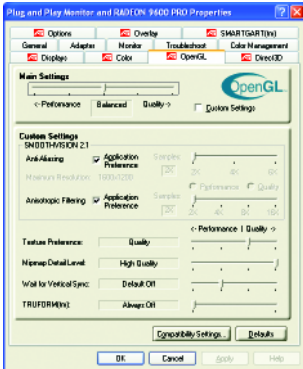 Plug and Play Monitor and RADEON 9600 PRO Properties
Options
Overlay
SMARTGART(tm)
General
Adapter
Monitor
Troubleshoot
Color Management
Displays
Color
OpenGL
Direct3D
Main Settings
<- Performance
Balanced
Quality ->
OpenGL
Custom Settings
Custom Settings
SMOOTHVISION 2.1
Anti-Aliasing
Application Preference
Samples
2X
2X
4X
6X
Maximum Resolution
1600x1200
Performance
Quality
Anisotropic Filtering
Application Preference
Samples
2X
2X
4X
8X
16X
<- Performance | Quality ->
Texture Preference:
Quality
Mipmap Detail Level:
High Quality
Wait for Vertical Sync:
Default Off
TRUFORM(tm):
Always Off
Compatibility Settings...
Defaults
OK
Cancel
Apply
Help